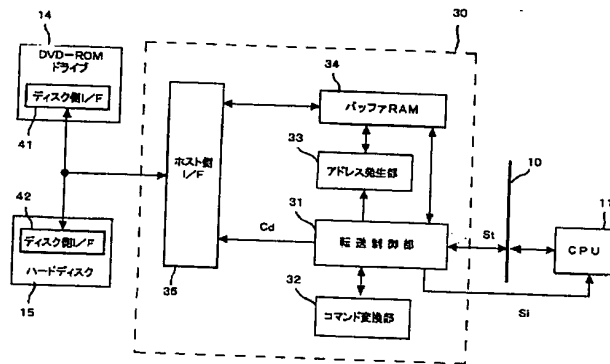 14
DVD-ROM
ドライブ
ディスク側I/F
41
42
ディスク側I/F
ハードディスク
15
30
ホスト側
I/F
35
34
バッファRAM
33
アドレス発生部
31
転送制御部
Cd
32
コマンド変換部
St
Si
10
11
CPU